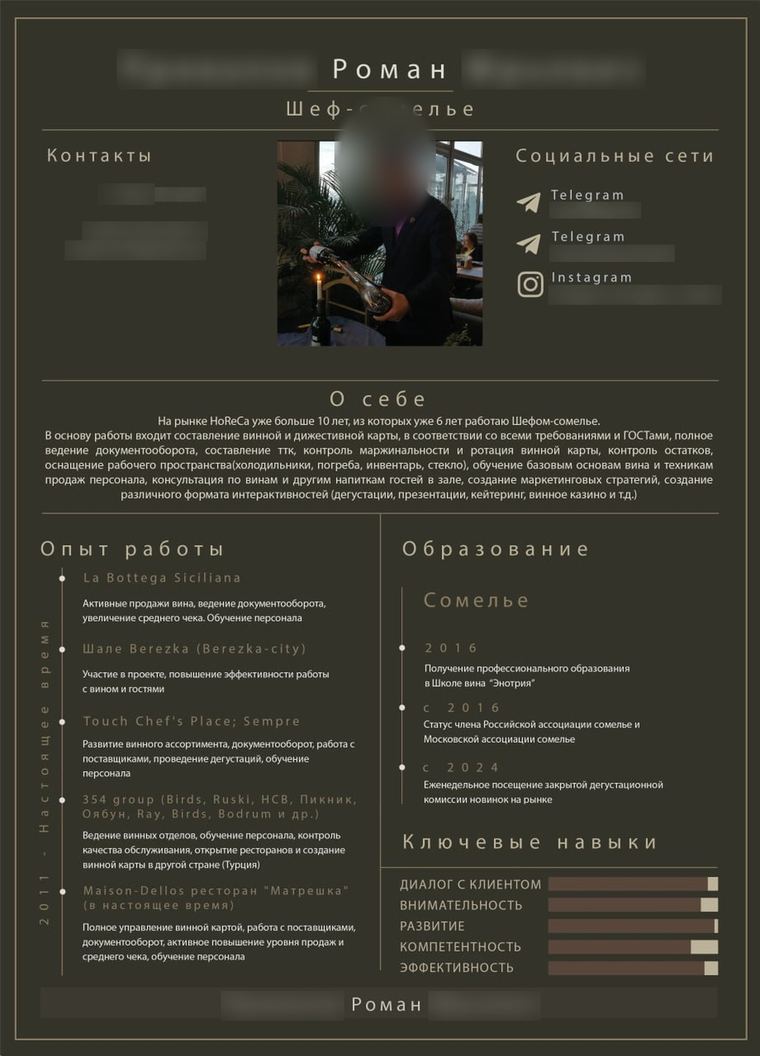 Роман
Шеф-сомелье
Контакты
Социальные сети
Telegram
Telegram
Instagram
О себе
На рынке HoReCa уже больше 10 лет, из которых уже 6 лет работаю Шефом-сомелье.
В основу работы входит составление винной и дижестивной карты, в соответствии со всеми требованиями и ГОСТами, полное
ведение документооборота, составление ттк, контроль маржинальности и ротация винной карты, контроль остатков,
оснащение рабочего пространства(холодильники, погреба, инвентарь, стекло), обучение базовым основам вина и техникам
продаж персонала, консультация по винам и другим напиткам гостей в зале, создание маркетинговых стратегий, создание
различного формата интерактивностей (дегустации, презентации, кейтеринг, винное казино и т.д.)
Опыт работы
2011 - Настоящее время
La Bottega Siciliana
Активные продажи вина, ведение документооборота,
увеличение среднего чека. Обучение персонала
Шале Berezka (Berezka-city)
Участие в проекте, повышение эффективности работы
с вином и гостями
Touch Chef's Place; Sempre
Развитие винного ассортимента, документооборот, работа с
поставщиками, проведение дегустаций, обучение
персонала
354 group (Birds, Ruski, НСВ, Пикник,
Оябун, Ray, Birds, Bodrum и др.)
Ведение винных отделов, обучение персонала, контроль
качества обслуживания, открытие ресторанов и создание
винной карты в другой стране (Турция)
Maison-Dellos ресторан "Матрешка"
(в настоящее время)
Полное управление винной картой, работа с поставщиками,
документооборот, активное повышение уровня продаж и
среднего чека, обучение персонала
Образование
Сомелье
2016
Получение профессионального образования
в Школе вина “Энотрия”
с 2016
Статус члена Российской ассоциации сомелье и
Московской ассоциации сомелье
с 2024
Еженедельное посещение закрытой дегустационной
комиссии новинок на рынке
Ключевые навыки
ДИАЛОГ С КЛИЕНТОМ
ВНИМАТЕЛЬНОСТЬ
РАЗВИТИЕ
КОМПЕТЕНТНОСТЬ
ЭФФЕКТИВНОСТЬ
Роман